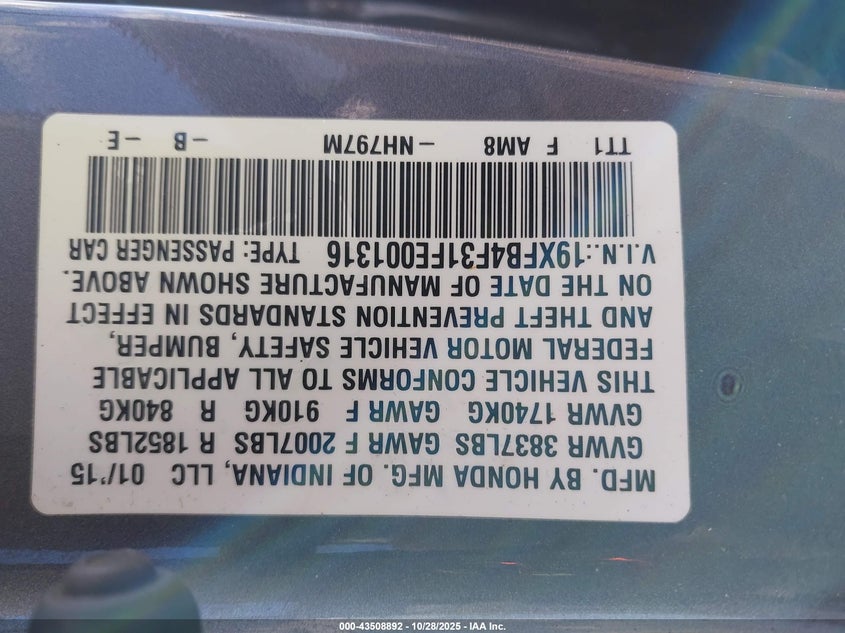 MFD. BY HONDA MFG. OF INDIANA, LLC 01/'15
GVWR 3837LBS GAWR F 2007LBS R 1852LBS
GVWR 1740KG GAWR F 910KG R 840KG
THIS VEHICLE CONFORMS TO ALL APPLICABLE
FEDERAL MOTOR VEHICLE SAFETY, BUMPER,
AND THEFT PREVENTION STANDARDS IN EFFECT
ON THE DATE OF MANUFACTURE SHOWN ABOVE.
V.I.N.:19XFB4F31FE001316 TYPE: PASSENGER CAR
TT1 F AM8 -NH797M -B -E
000-43508892 - 10/28/2025 - IAA Inc.